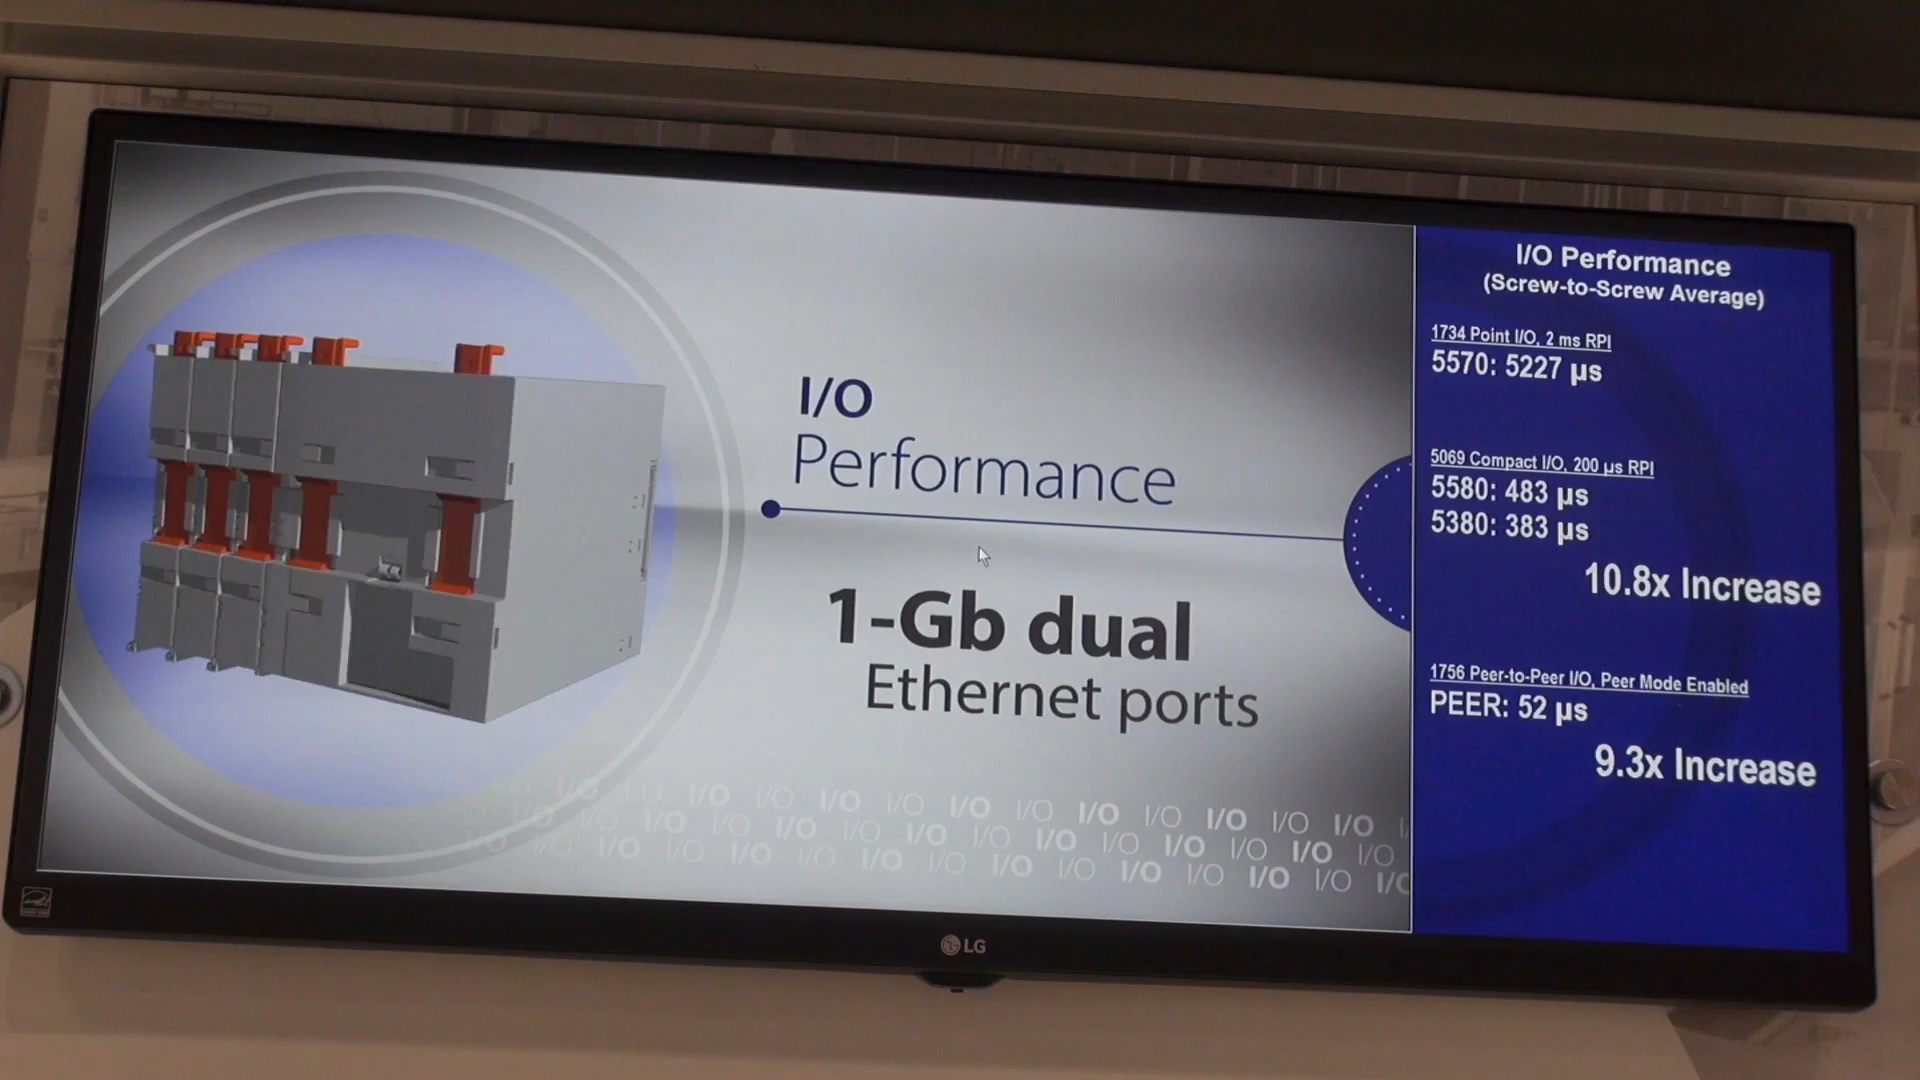 I/O
Performance
1-Gb dual
Ethernet ports
I/O I/O I/O I/O I/O I/O I/O I/O I/O I/O I/O I/O I/O
I/O I/O I/O I/O I/O I/O I/O I/O I/O I/O I/O I/O I/O
I/O I/O I/O I/O I/O I/O I/O I/O I/O I/O I/O I/O I/O I/O
I/O Performance
(Screw-to-Screw Average)
1734 Point I/O, 2 ms RPI
5570: 5227 µs
5069 Compact I/O, 200 µs RPI
5580: 483 µs
5380: 383 µs
10.8x Increase
1756 Peer-to-Peer I/O, Peer Mode Enabled
PEER: 52 µs
9.3x Increase
LG